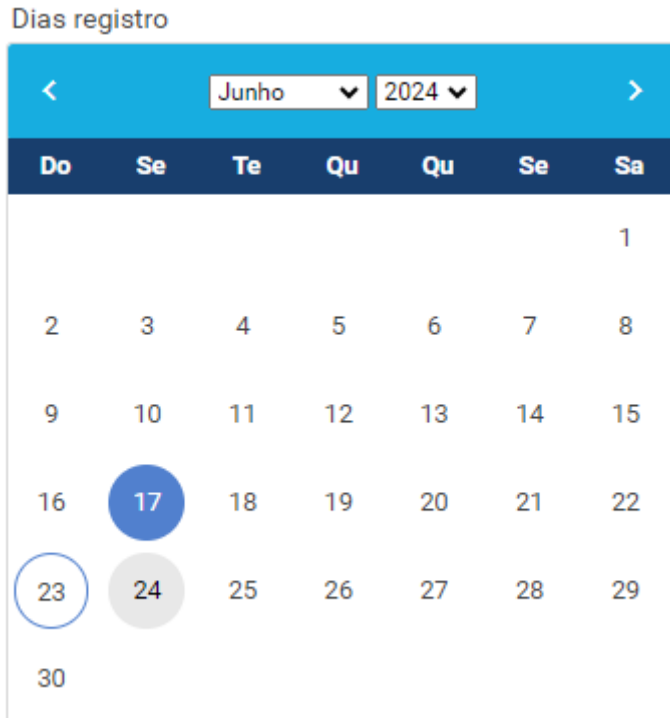 Dias registro
Junho 2024
Do Se Te Qu Qu Se Sa
1
2 3 4 5 6 7 8
9 10 11 12 13 14 15
16 17 18 19 20 21 22
23 24 25 26 27 28 29
30